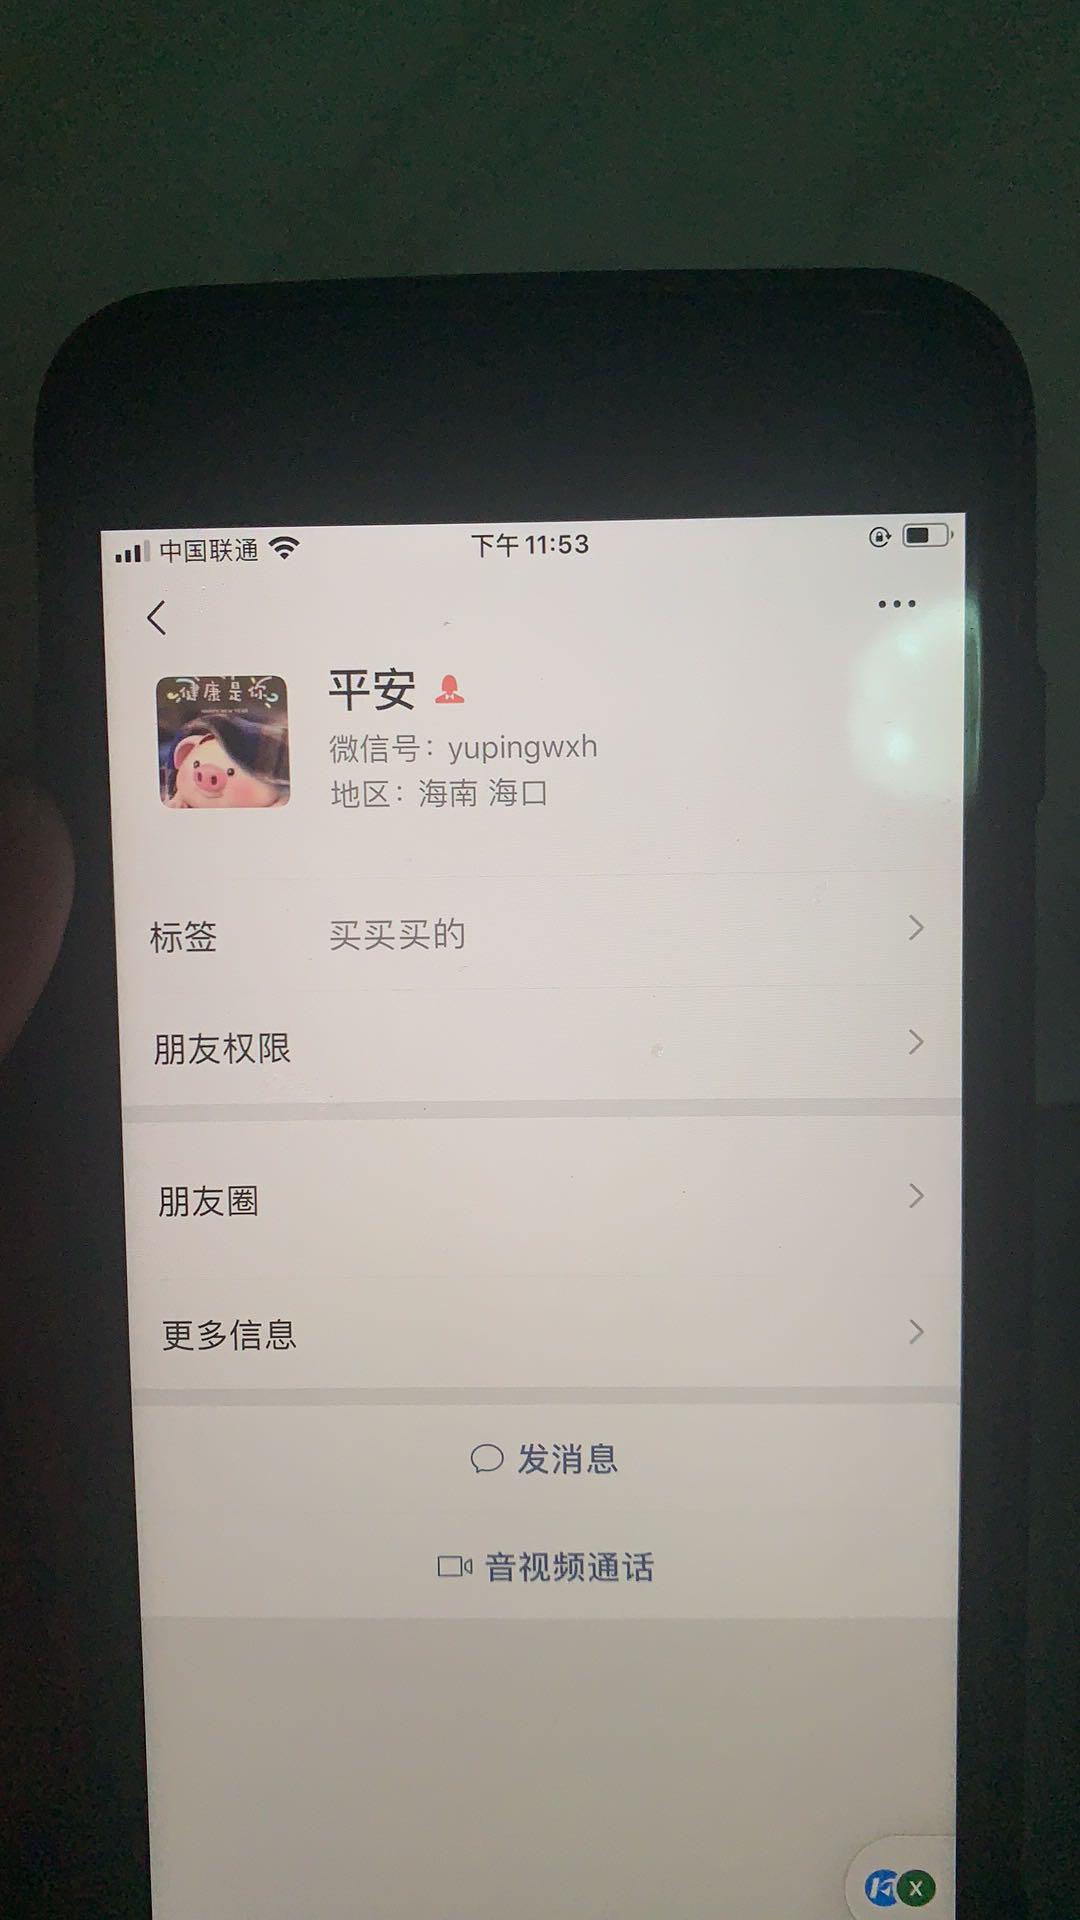 中国联通
下午11:53
健康是你
平安
微信号：yupingwxh
地区：海南 海口
标签
买买买的
朋友权限
朋友圈
更多信息
发消息
音视频通话
X